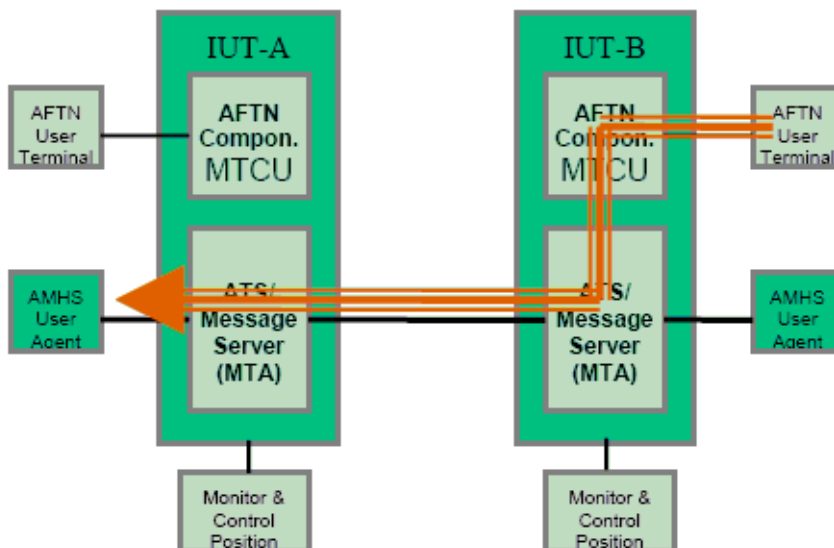 IUT-A
IUT-B
AFTN
User
Terminal
AFTN
Compon.
MTCU
AFTN
Compon.
MTCU
AFTN
User
Terminal
AMHS
User
Agent
ATS/
Message
Server
(MTA)
ATS/
Message
Server
(MTA)
AMHS
User
Agent
Monitor &
Control
Position
Monitor &
Control
Position